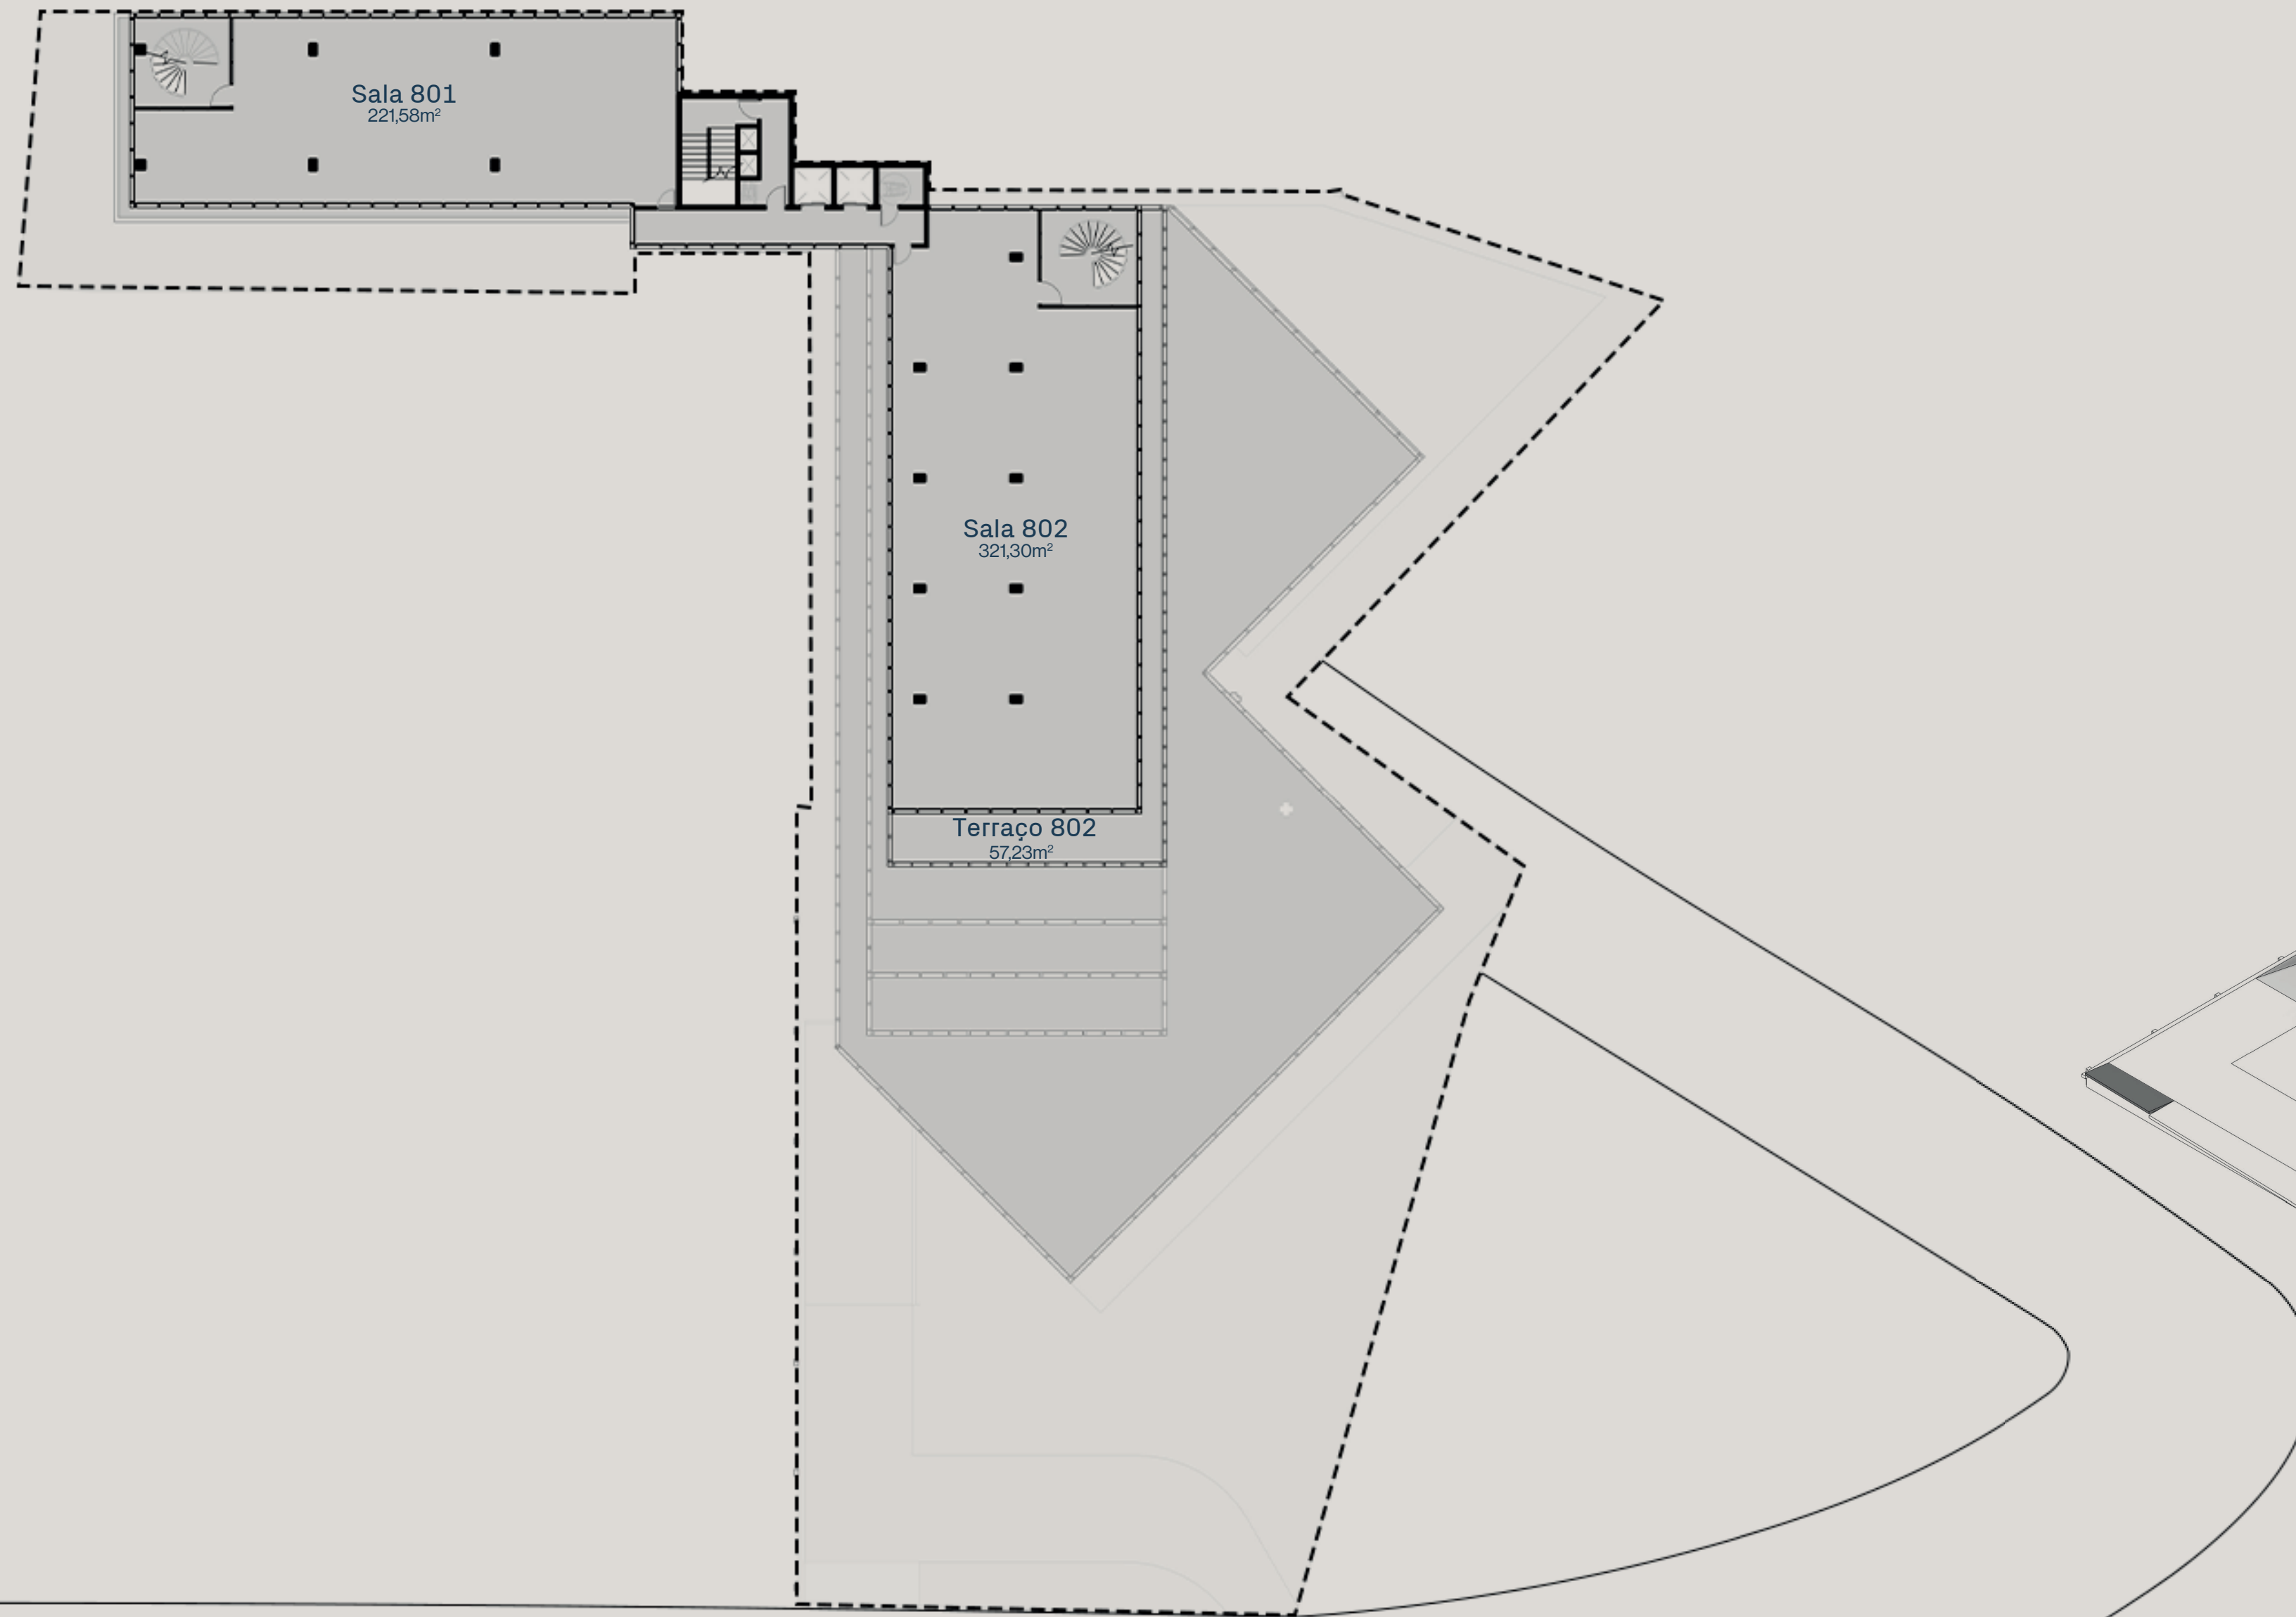 Sala 801
221,58m²
Sala 802
321,30m²
Terraço 802
57,23m²